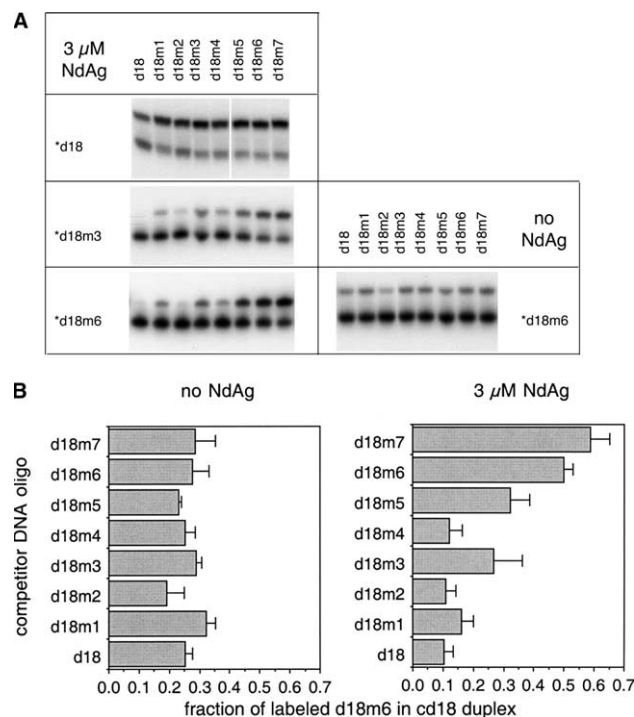 A
3 µM
NdAg
d18
d18m1
d18m2
d18m3
d18m4
d18m5
d18m6
d18m7
*d18
*d18m3
*d18m6
d18
d18m1
d18m2
d18m3
d18m4
d18m5
d18m6
d18m7
no
NdAg
*d18m6
B
no NdAg
3 µM NdAg
competitor DNA oligo
d18m7
d18m6
d18m5
d18m4
d18m3
d18m2
d18m1
d18
0.0 0.1 0.2 0.3 0.4 0.5 0.6 0.7
d18m7
d18m6
d18m5
d18m4
d18m3
d18m2
d18m1
d18
0.0 0.1 0.2 0.3 0.4 0.5 0.6 0.7
fraction of labeled d18m6 in cd18 duplex